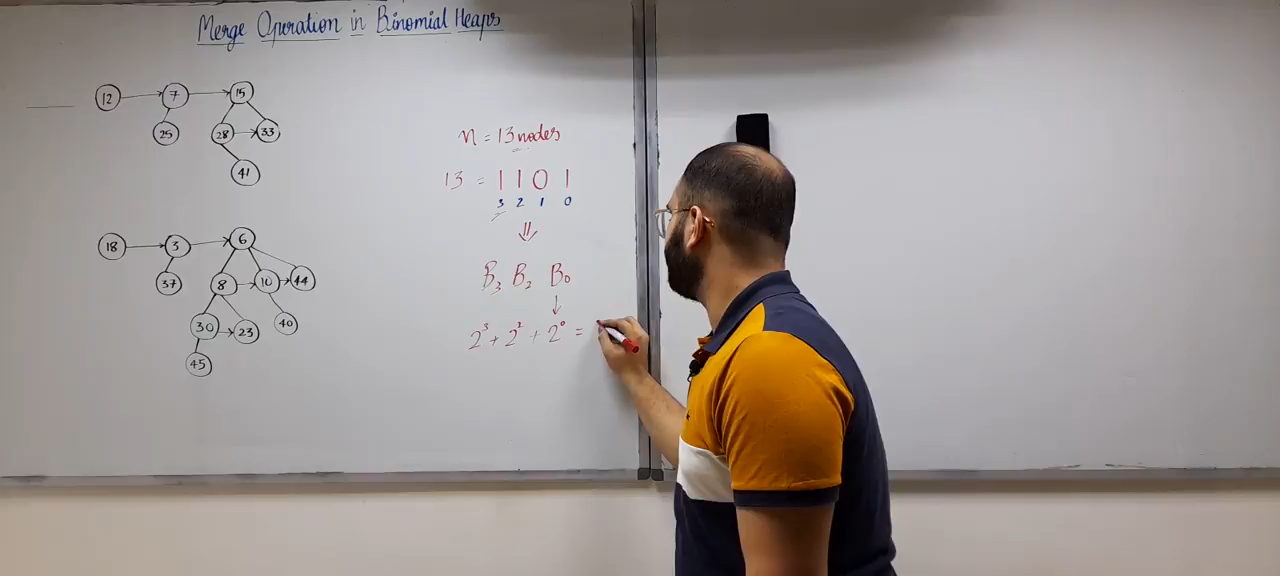 Merge Operation in Binomial Heaps
12 7 15
25 28 33
41
18 3 6
37 8 10 44
30 23 40
45
n = 13 nodes
13 = 1 1 0 1
3 2 1 0
⇓
B₃ B₂ B₀
↓
2³ + 2² + 2⁰ =